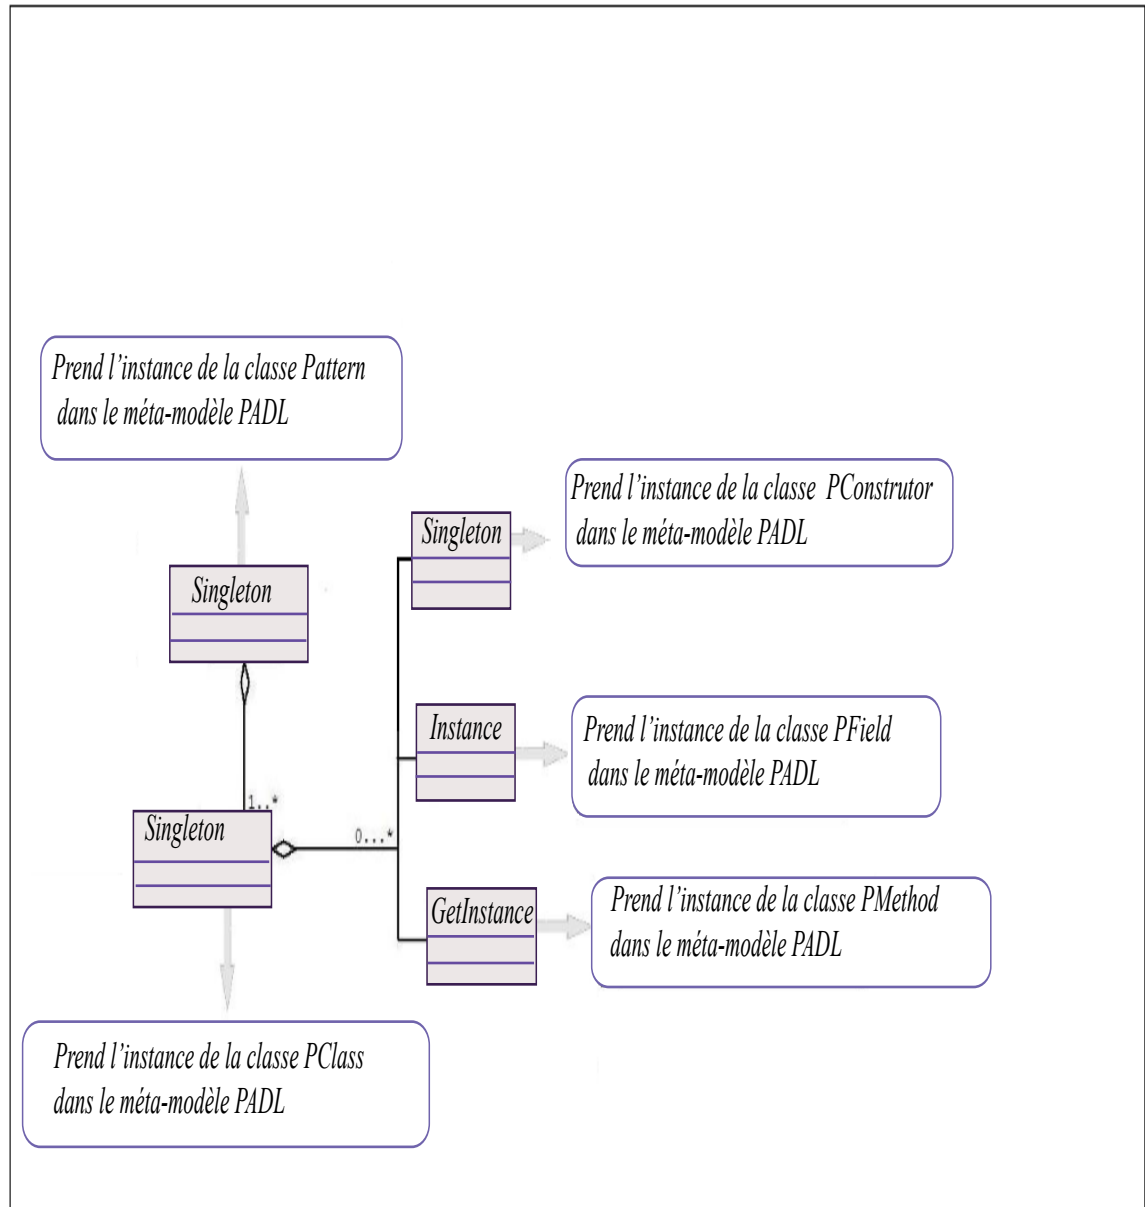 Prend l'instance de la classe Pattern
dans le méta-modèle PADL
Prend l'instance de la classe PConstrutor
dans le méta-modèle PADL
Singleton
Singleton
Instance
Prend l'instance de la classe PField
dans le méta-modèle PADL
1..*
Singleton
0...*
GetInstance
Prend l'instance de la classe PMethod
dans le méta-modèle PADL
Prend l'instance de la classe PClass
dans le méta-modèle PADL